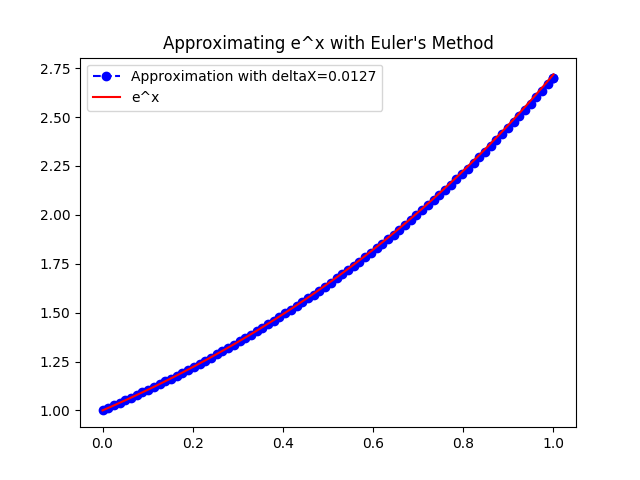 Approximating e^x with Euler's Method
Approximation with deltaX=0.0127
e^x
2.75
2.50
2.25
2.00
1.75
1.50
1.25
1.00
0.0 0.2 0.4 0.6 0.8 1.0